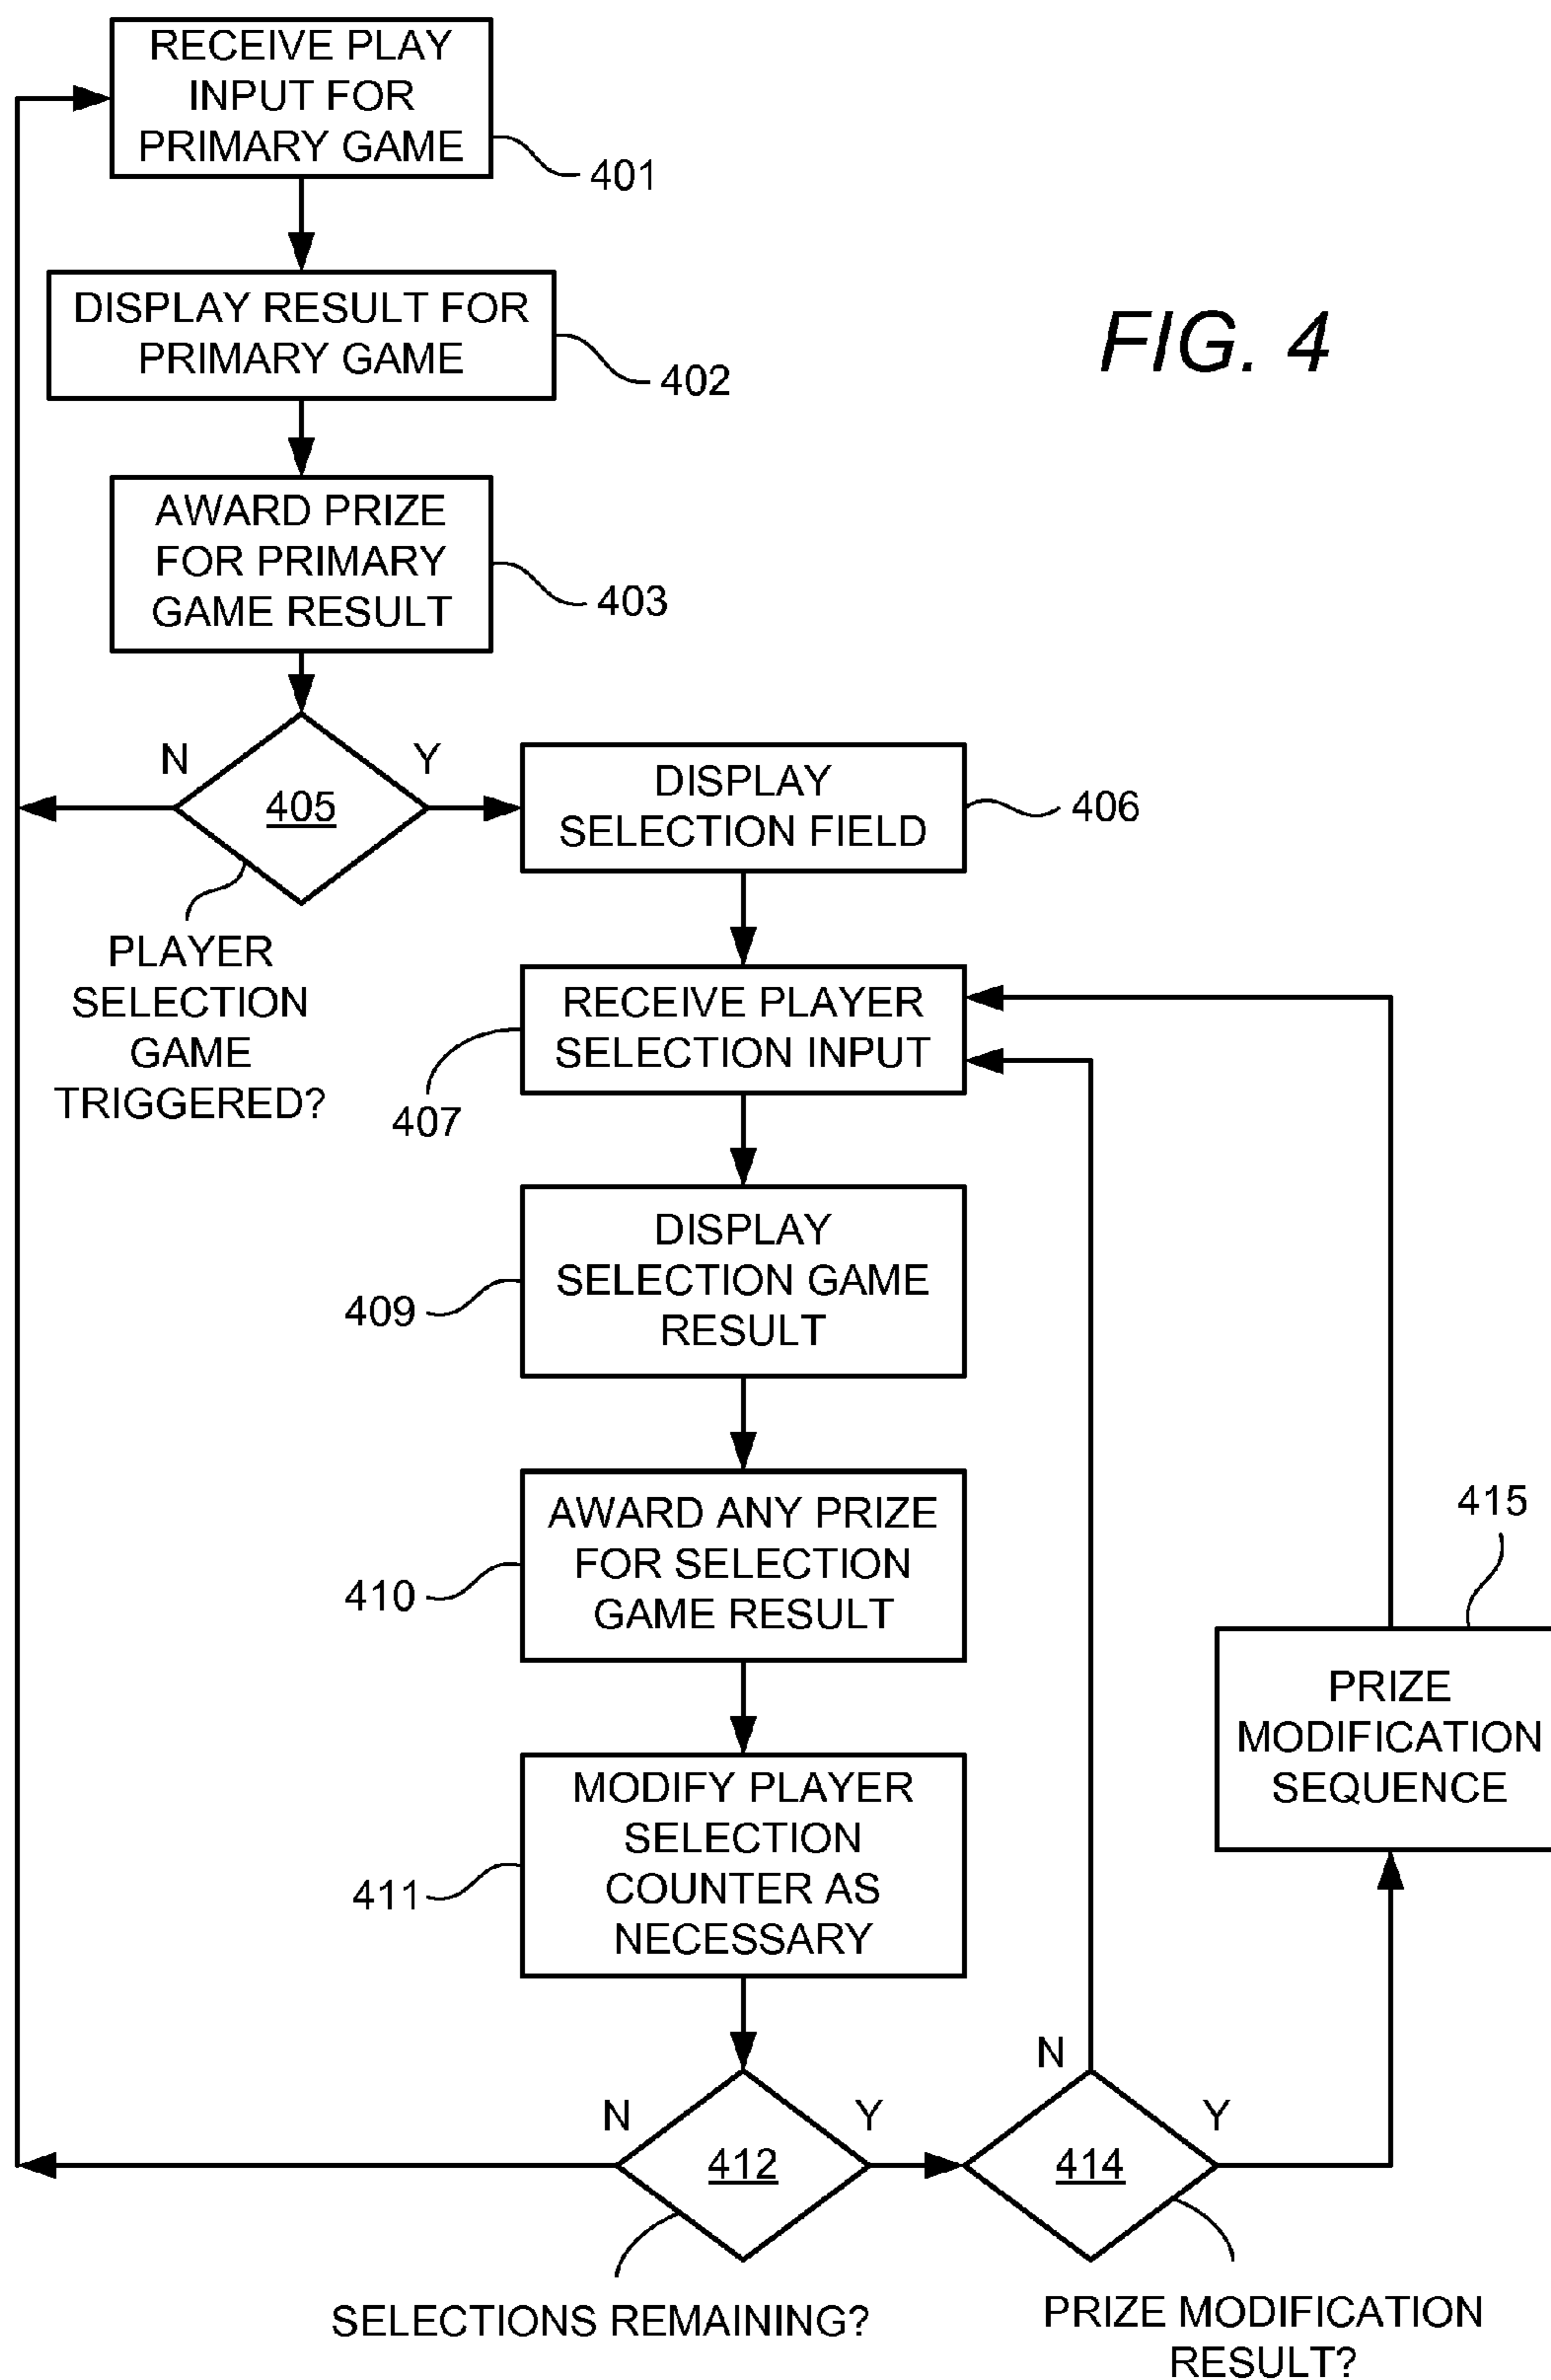 RECEIVE PLAY
INPUT FOR
PRIMARY GAME
401
DISPLAY RESULT FOR
PRIMARY GAME
402
FIG. 4
AWARD PRIZE
FOR PRIMARY
GAME RESULT
403
N
Y
405
PLAYER
SELECTION
GAME
TRIGGERED?
DISPLAY
SELECTION FIELD
406
RECEIVE PLAYER
SELECTION INPUT
407
DISPLAY
SELECTION GAME
RESULT
409
AWARD ANY PRIZE
FOR SELECTION
GAME RESULT
410
415
PRIZE
MODIFICATION
SEQUENCE
MODIFY PLAYER
SELECTION
COUNTER AS
NECESSARY
411
N
Y
412
SELECTIONS REMAINING?
N
Y
414
PRIZE MODIFICATION
RESULT?